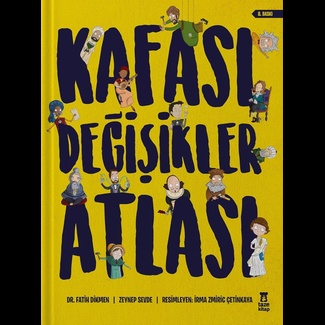 8. BASKI
KAFASI
DEĞİŞİKLER
ATLASI
DR. FATİH DİKMEN | ZEYNEP SEVDE | RESİMLEYEN: İRMA ZMİRİÇ ÇETİNKAYA
taze
kitap